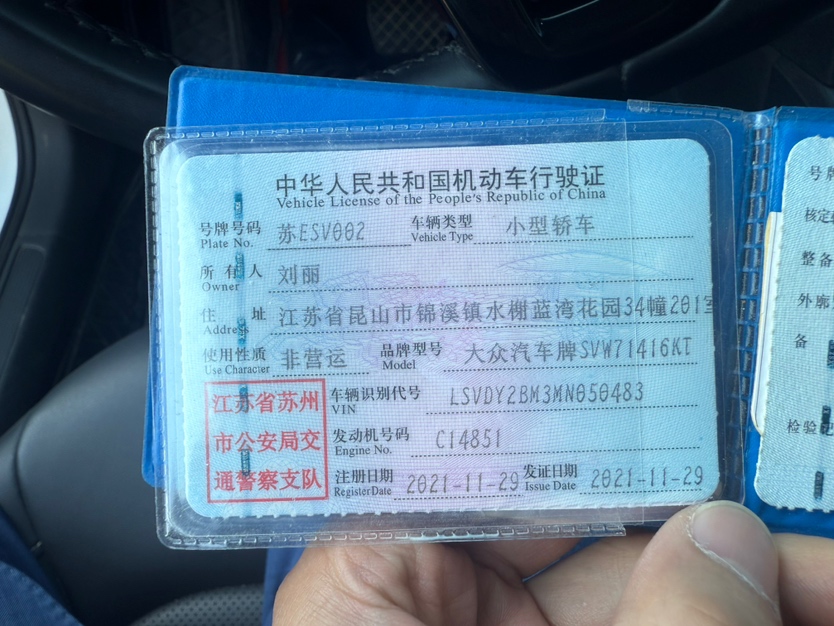 中华人民共和国机动车行驶证
Vehicle License of the People's Republic of China
号牌号码 苏ESV002 车辆类型 小型轿车
Plate No. Vehicle Type
所有人 刘丽
Owner
住址 江苏省昆山市锦溪镇水榭蓝湾花园34幢201室
Address
使用性质 非营运 品牌型号 大众汽车牌SVW71416KT
Use Character Model
江苏省苏州
市公安局交
通警察支队
车辆识别代号 LSVDY2BM3MN050483
VIN
发动机号码 C14851
Engine No.
注册日期 2021-11-29 发证日期 2021-11-29
Register Date Issue Date
号牌
核定
整备
外廓
备
检验